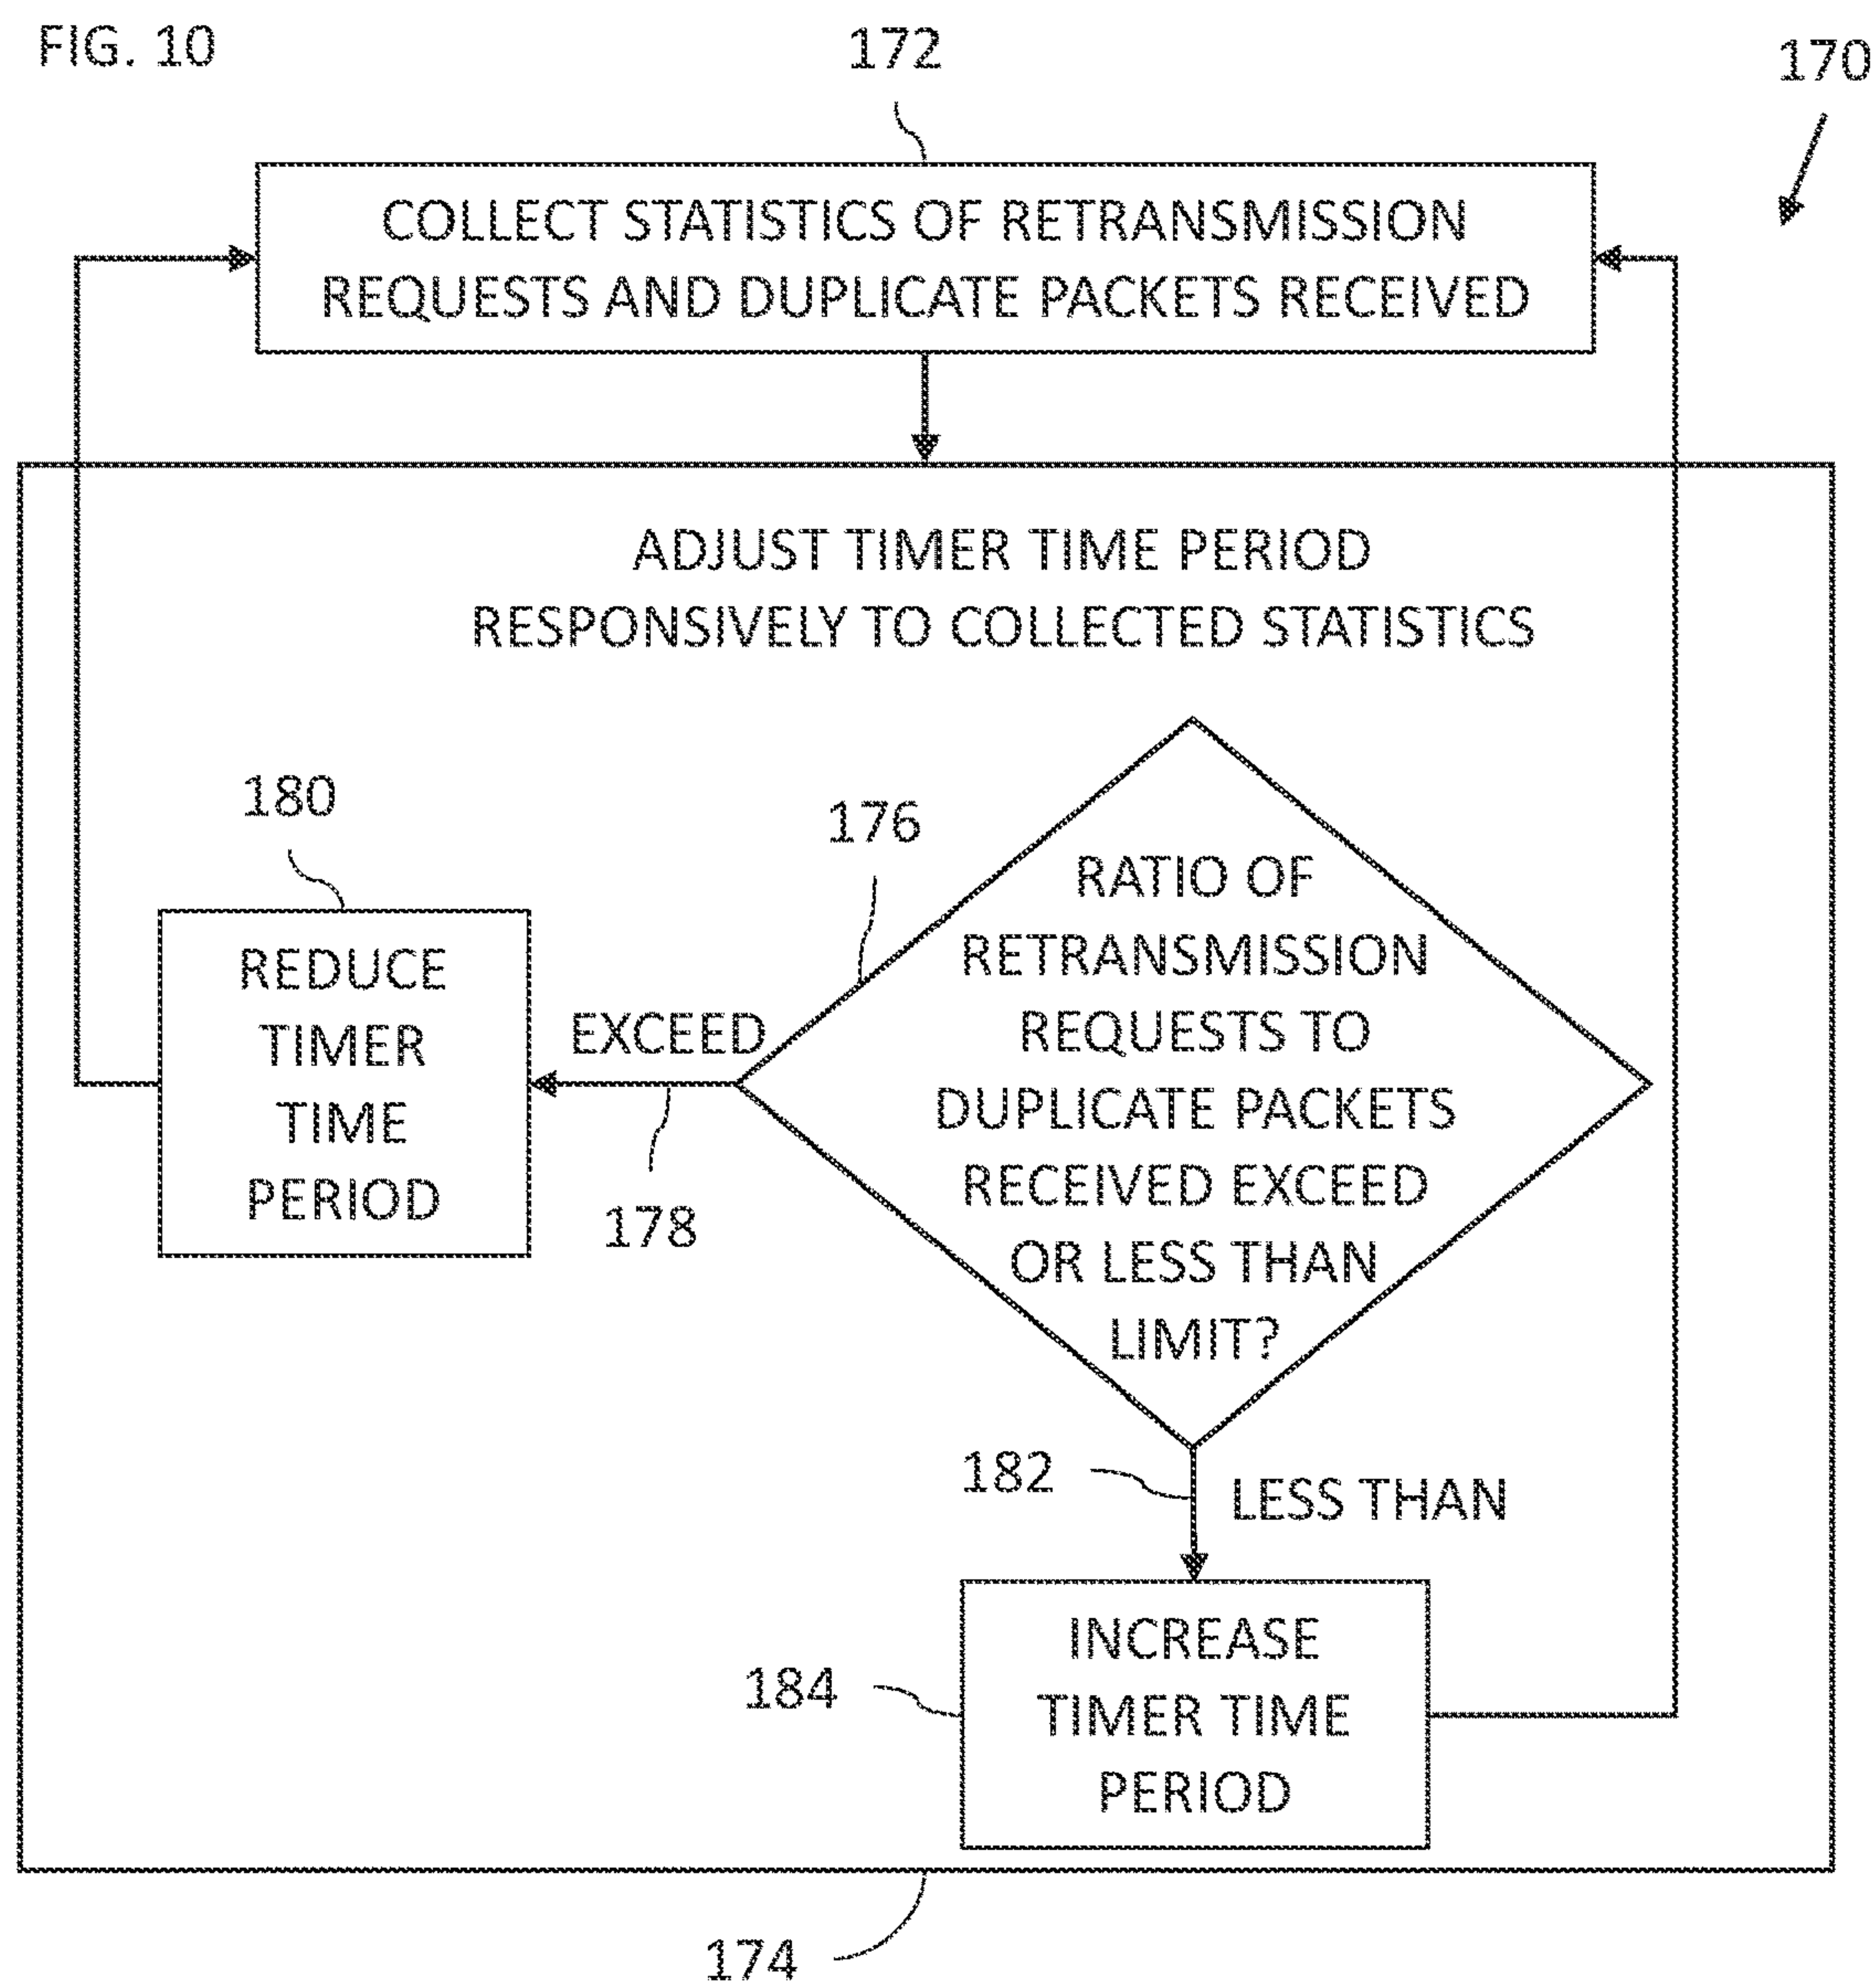 FIG. 10
172
170
COLLECT STATISTICS OF RETRANSMISSION
REQUESTS AND DUPLICATE PACKETS RECEIVED
ADJUST TIMER TIME PERIOD
RESPONSIVELY TO COLLECTED STATISTICS
180
176
REDUCE
TIMER
TIME
PERIOD
EXCEED
178
RATIO OF
RETRANSMISSION
REQUESTS TO
DUPLICATE PACKETS
RECEIVED EXCEED
OR LESS THAN
LIMIT?
182
LESS THAN
184
INCREASE
TIMER TIME
PERIOD
174